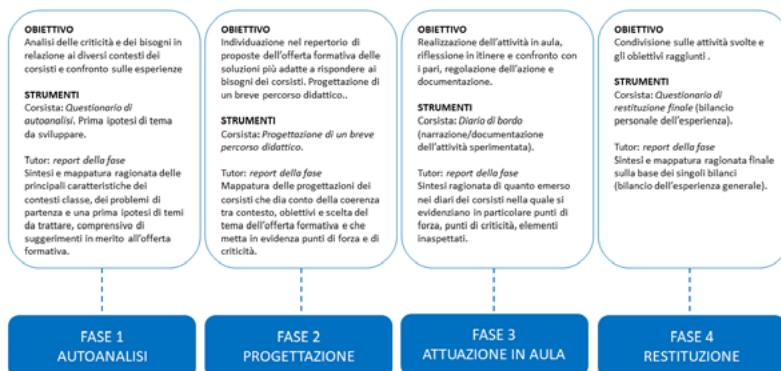 OBIETTIVO
Analisi delle criticità e dei bisogni in
relazione ai diversi contesti dei
corsisti e confronto sulle esperienze
STRUMENTI
Corsista: Questionario di
autoanalisi. Prima ipotesi di tema
da sviluppare.
Tutor: report della fase
Sintesi e mappatura ragionata delle
principali caratteristiche dei
contesti classe, dei problemi di
partenza e una prima ipotesi di temi
da trattare, comprensivo di
suggerimenti in merito all'offerta
formativa.
FASE 1
AUTOANALISI
OBIETTIVO
Individuazione nel repertorio di
proposte dell'offerta formativa delle
soluzioni più adatte a rispondere ai
bisogni dei corsisti. Progettazione di
un breve percorso didattico..
STRUMENTI
Corsista: Progettazione di un breve
percorso didattico.
Tutor: report della fase
Mappatura delle progettazioni dei
corsisti che dia conto della coerenza
tra contesto, obiettivi e scelta del
tema dell'offerta formativa e che
metta in evidenza punti di forza e di
criticità.
FASE 2
PROGETTAZIONE
OBIETTIVO
Realizzazione dell'attività in aula,
riflessione in itinere e confronto con
i pari, regolazione dell'azione e
documentazione.
STRUMENTI
Corsista: Diario di bordo
(narrazione/documentazione
dell'attività sperimentata).
Tutor: report della fase
Sintesi ragionata di quanto emerso
nei diari dei corsisti nella quale si
evidenziano in particolare punti di
forza, punti di criticità, elementi
inaspettati.
FASE 3
ATTUAZIONE IN AULA
OBIETTIVO
Condivisione sulle attività svolte e
gli obiettivi raggiunti .
STRUMENTI
Corsista: Questionario di
restituzione finale (bilancio
personale dell'esperienza).
Tutor: report della fase
Sintesi e mappatura ragionata finale
sulla base dei singoli bilanci
(bilancio dell'esperienza generale).
FASE 4
RESTITUZIONE